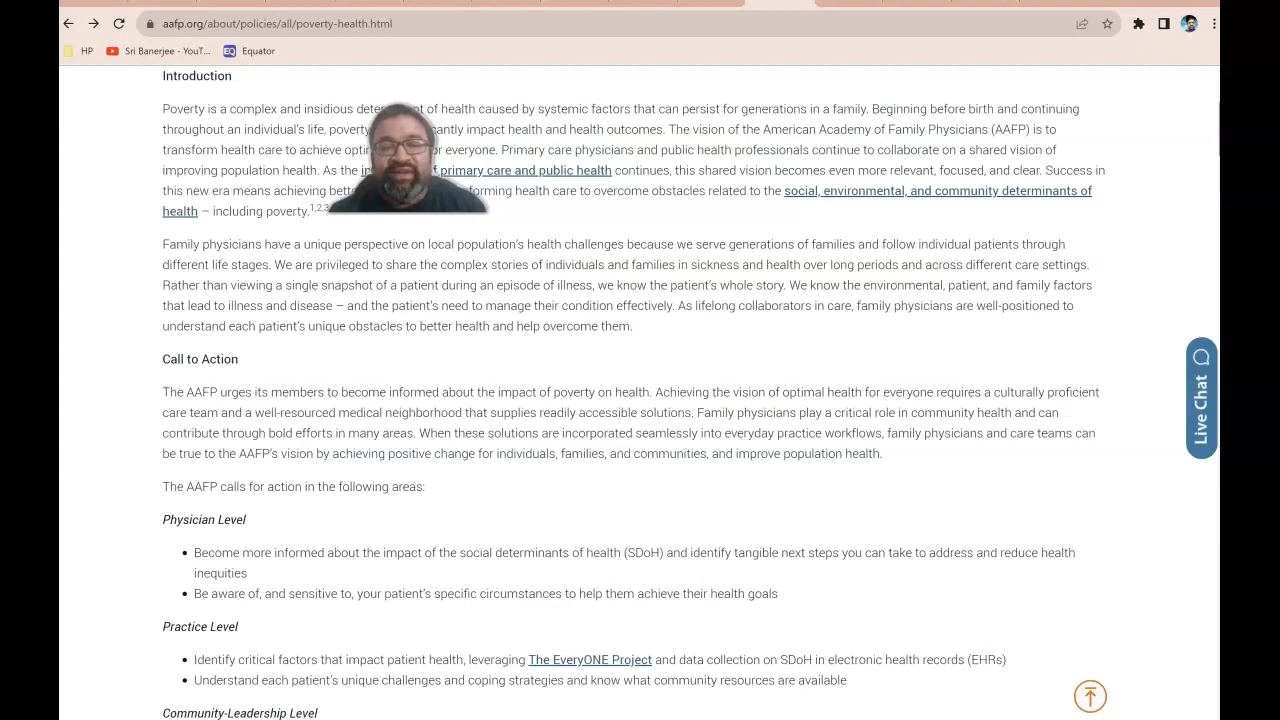 aafp.org/about/policies/all/poverty-health.html
HP
Sri Banerjee - YouT...
EQ Equator
Introduction
Poverty is a complex and insidious of health caused by systemic factors that can persist for generations in a family. Beginning before birth and continuing
throughout an individual's life, health and health outcomes. The vision of the American Academy of Family Physicians (AAFP) is to
transform health care to achieve everyone. Primary care physicians and public health professionals continue to collaborate on a shared vision of
improving population health. As the primary care and public health continues, this shared vision becomes even more relevant, focused, and clear. Success in
this new era means achieving health care to overcome obstacles related to the social, environmental, and community determinants of
health – including poverty.1,2,3
Family physicians have a unique perspective on local population's health challenges because we serve generations of families and follow individual patients through
different life stages. We are privileged to share the complex stories of individuals and families in sickness and health over long periods and across different care settings.
Rather than viewing a single snapshot of a patient during an episode of illness, we know the patient's whole story. We know the environmental, patient, and family factors
that lead to illness and disease – and the patient's need to manage their condition effectively. As lifelong collaborators in care, family physicians are well-positioned to
understand each patient's unique obstacles to better health and help overcome them.
Call to Action
The AAFP urges its members to become informed about the impact of poverty on health. Achieving the vision of optimal health for everyone requires a culturally proficient
care team and a well-resourced medical neighborhood that supplies readily accessible solutions. Family physicians play a critical role in community health and can
contribute through bold efforts in many areas. When these solutions are incorporated seamlessly into everyday practice workflows, family physicians and care teams can
be true to the AAFP's vision by achieving positive change for individuals, families, and communities, and improve population health.
Live Chat
The AAFP calls for action in the following areas:
Physician Level
Become more informed about the impact of the social determinants of health (SDoH) and identify tangible next steps you can take to address and reduce health
inequities
Be aware of, and sensitive to, your patient's specific circumstances to help them achieve their health goals
Practice Level
Identify critical factors that impact patient health, leveraging The EveryONE Project and data collection on SDoH in electronic health records (EHRs)
Understand each patient's unique challenges and coping strategies and know what community resources are available
Community-Leadership Level